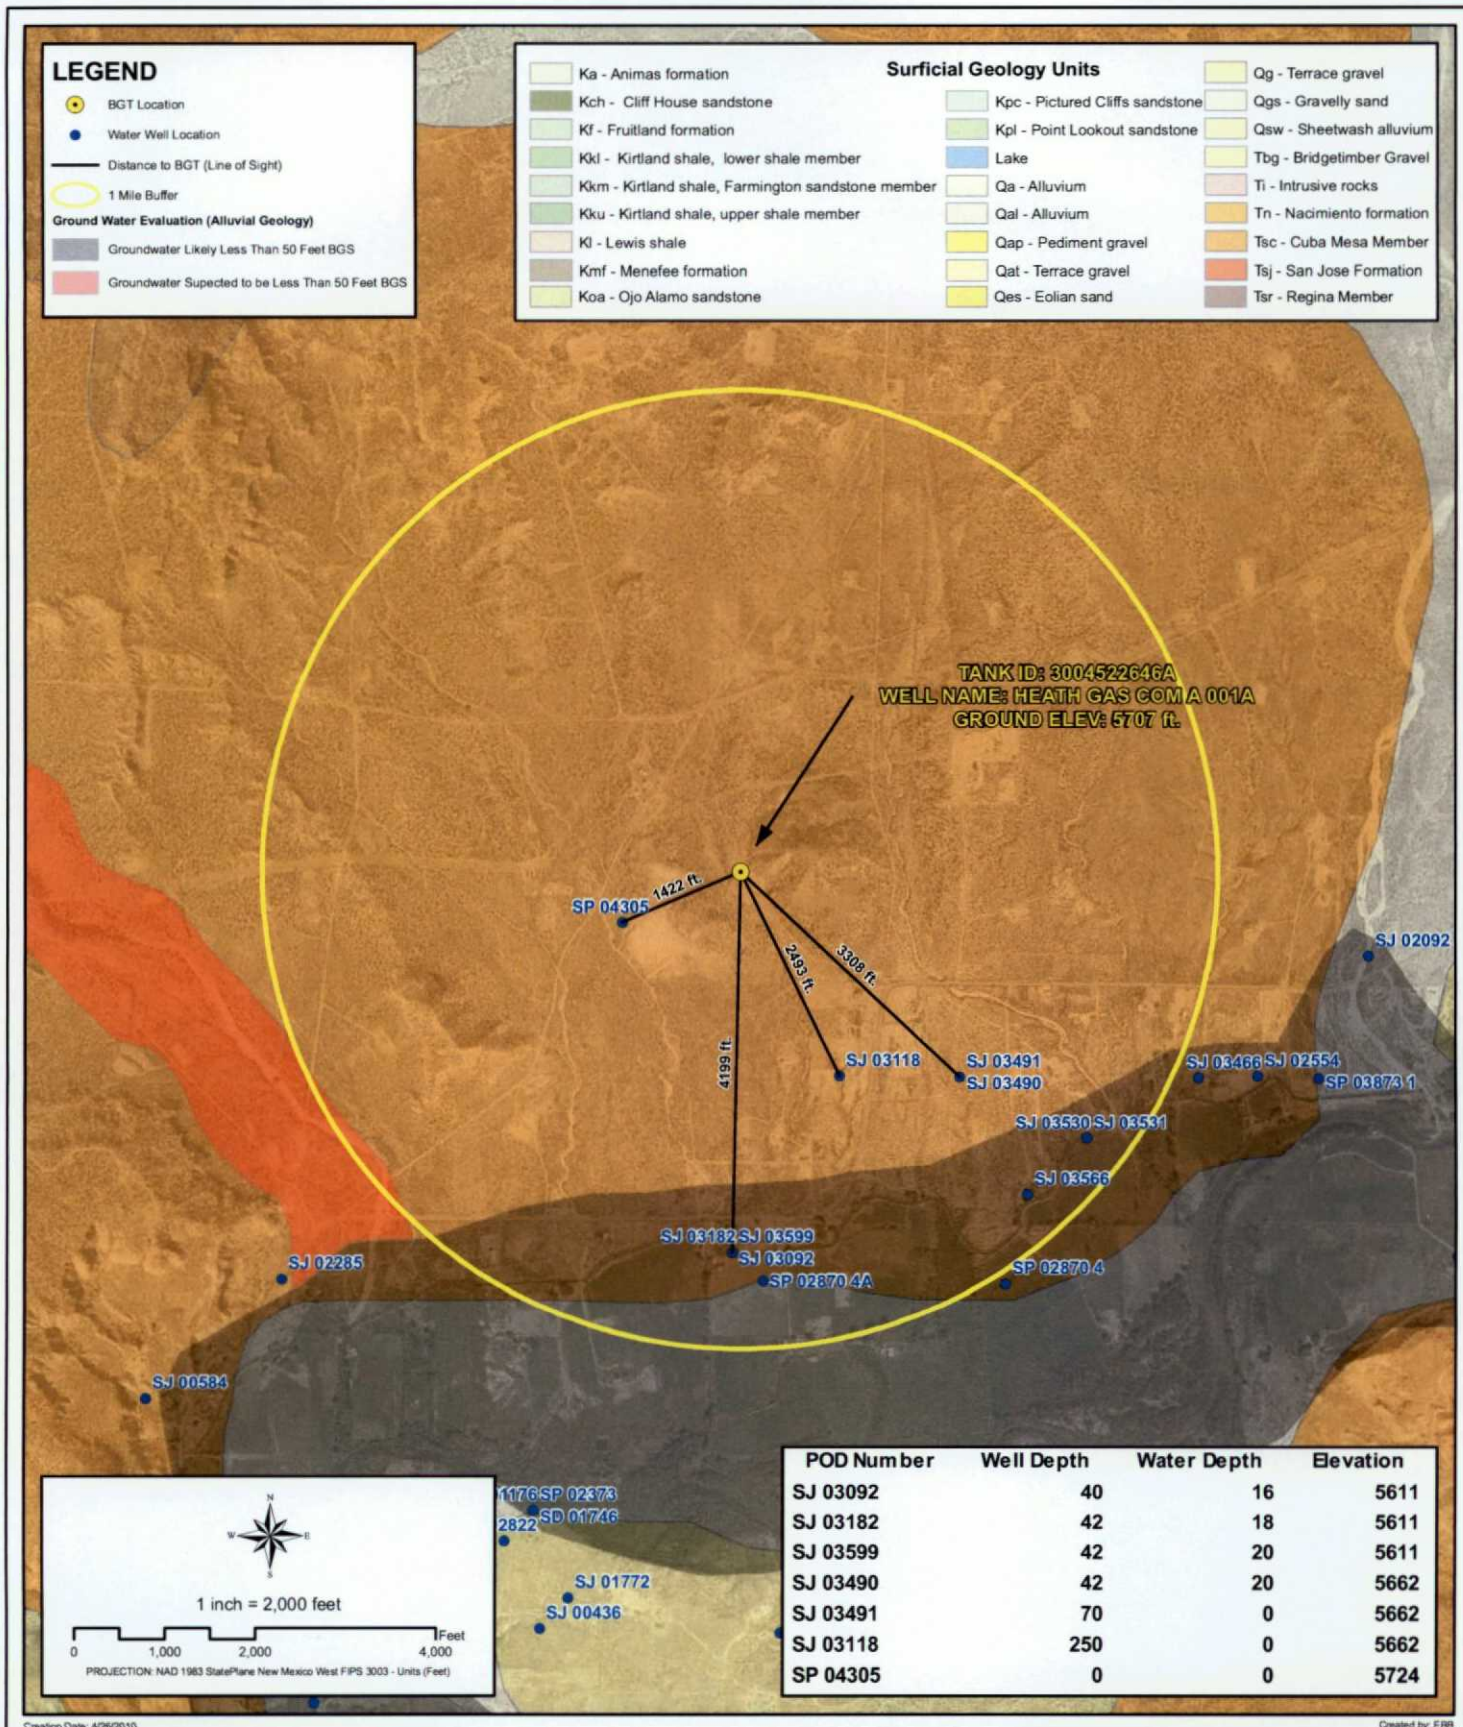 LEGEND
BGT Location
Water Well Location
Distance to BGT (Line of Sight)
1 Mile Buffer
Ground Water Evaluation (Alluvial Geology)
Groundwater Likely Less Than 50 Feet BGS
Groundwater Supected to be Less Than 50 Feet BGS
Surficial Geology Units
Ka - Animas formation
Kch - Cliff House sandstone
Kf - Fruitland formation
Kkl - Kirtland shale, lower shale member
Kkm - Kirtland shale, Farmington sandstone member
Kku - Kirtland shale, upper shale member
Kl - Lewis shale
Kmf - Menefee formation
Koa - Ojo Alamo sandstone
Kpc - Pictured Cliffs sandstone
Kpl - Point Lookout sandstone
Lake
Qa - Alluvium
Qal - Alluvium
Qap - Pediment gravel
Qat - Terrace gravel
Qes - Eolian sand
Qg - Terrace gravel
Qgs - Gravelly sand
Qsw - Sheetwash alluvium
Tbg - Bridgetimber Gravel
Ti - Intrusive rocks
Tn - Nacimiento formation
Tsc - Cuba Mesa Member
Tsj - San Jose Formation
Tsr - Regina Member
TANK ID: 3004522646A
WELL NAME: HEATH GAS COM A 001A
GROUND ELEV: 5707 ft.
1422 ft.
SP 04305
2493 ft.
3308 ft.
4199 ft.
SJ 02092
SJ 03118
SJ 03491
SJ 03490
SJ 03466
SJ 02554
SP 03873 1
SJ 03530
SJ 03531
SJ 03566
SJ 03182
SJ 03599
SJ 03092
SP 02870 4A
SP 02870 4
SJ 02285
SJ 00584
1176
SP 02373
2822
SD 01746
SJ 01772
SJ 00436
POD Number Well Depth Water Depth Elevation
SJ 03092 40 16 5611
SJ 03182 42 18 5611
SJ 03599 42 20 5611
SJ 03490 42 20 5662
SJ 03491 70 0 5662
SJ 03118 250 0 5662
SP 04305 0 0 5724
N
W E
S
1 inch = 2,000 feet
Feet
0 1,000 2,000 4,000
PROJECTION: NAD 1983 StatePlane New Mexico West FIPS 3003 - Units (Feet)
Creation Date: 4/26/2010
Created by: EBB